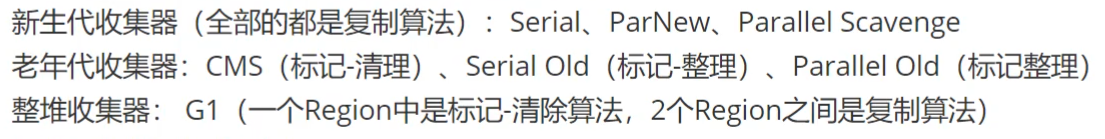 新生代收集器（全部的都是复制算法）：Serial、ParNew、Parallel Scavenge
老年代收集器：CMS（标记-清理）、Serial Old（标记-整理）、Parallel Old（标记整理）
整堆收集器： G1（一个Region中是标记-清除算法，2个Region之间是复制算法）